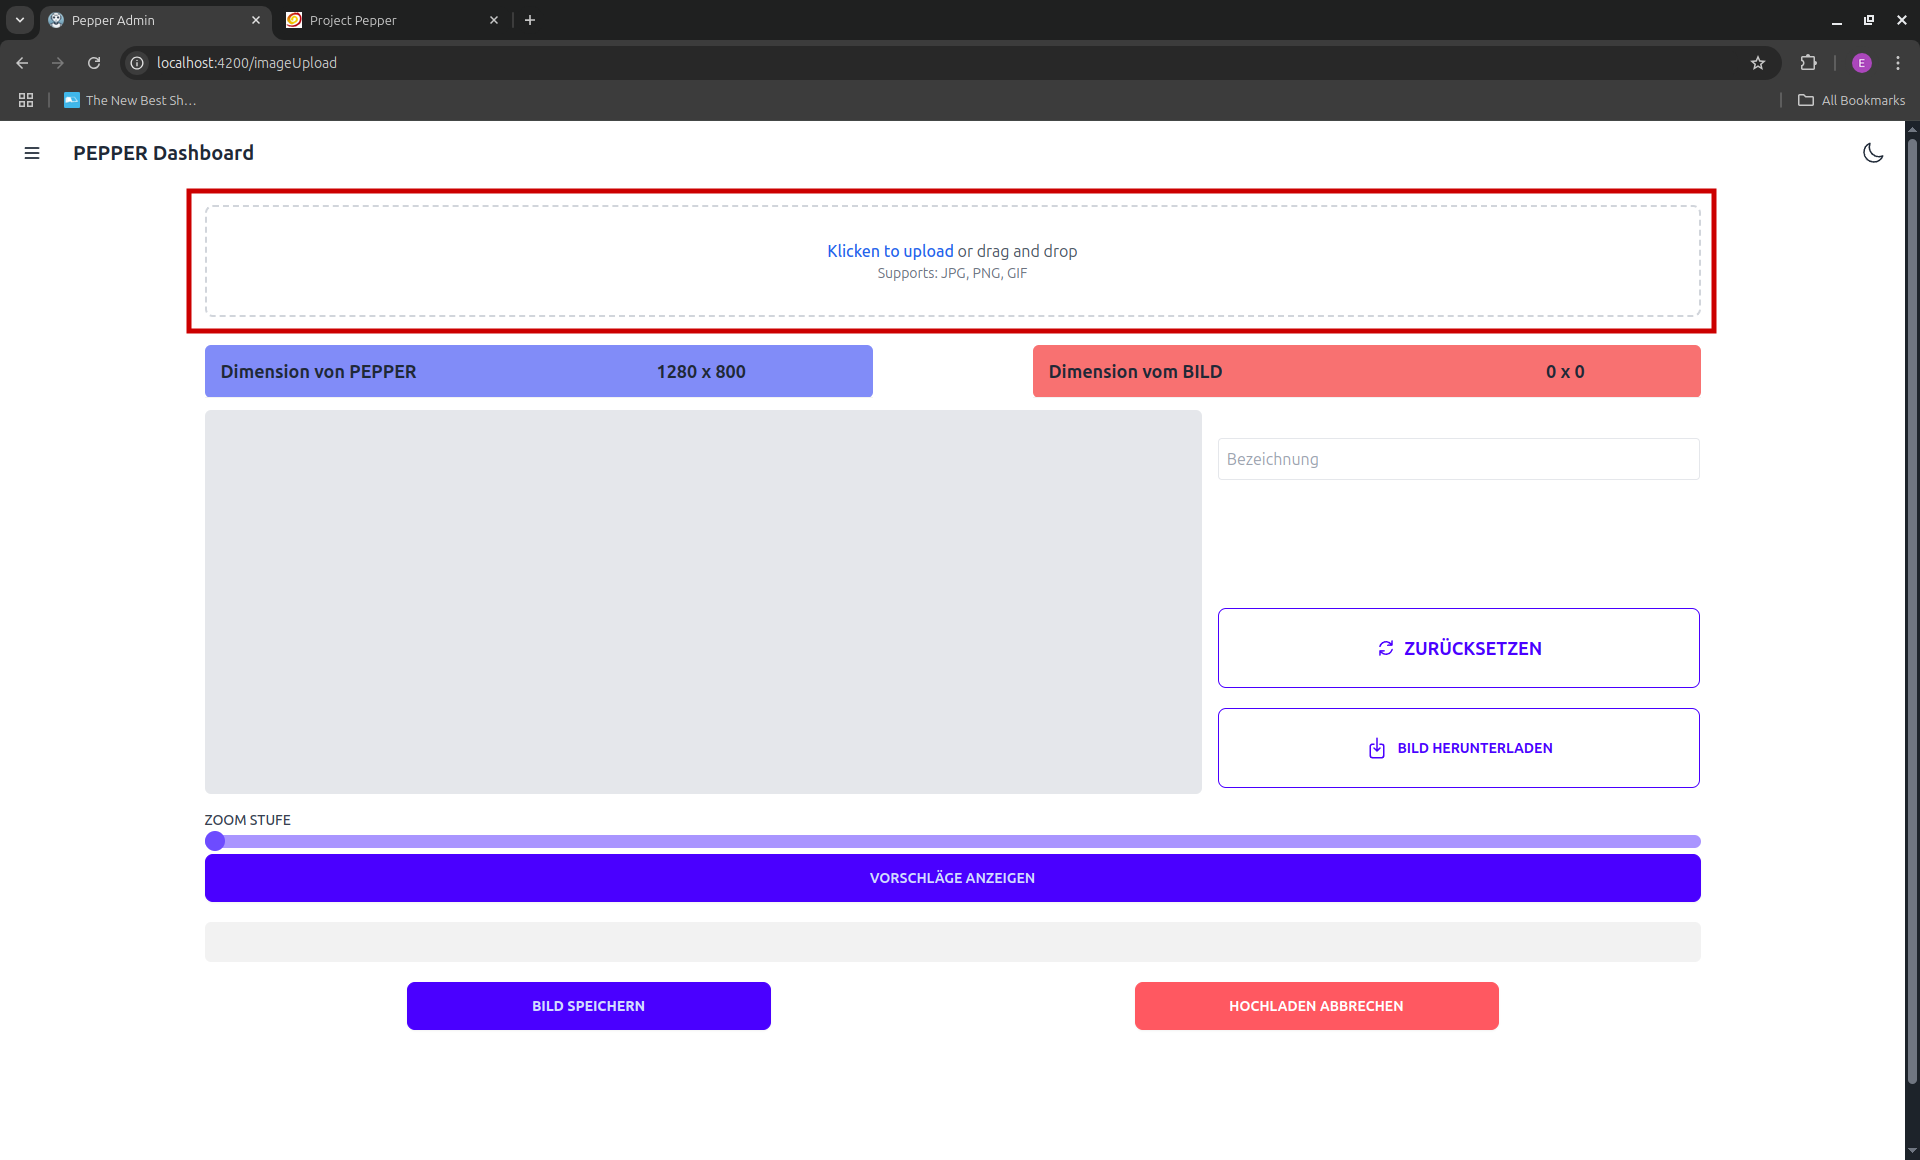 Pepper Admin
Project Pepper
localhost:4200/imageUpload
E
The New Best Sh...
All Bookmarks
PEPPER Dashboard
Klicken to upload or drag and drop
Supports: JPG, PNG, GIF
Dimension von PEPPER 1280 x 800
Dimension vom BILD 0 x 0
Bezeichnung
ZURÜCKSETZEN
BILD HERUNTERLADEN
ZOOM STUFE
VORSCHLÄGE ANZEIGEN
BILD SPEICHERN
HOCHLADEN ABBRECHEN